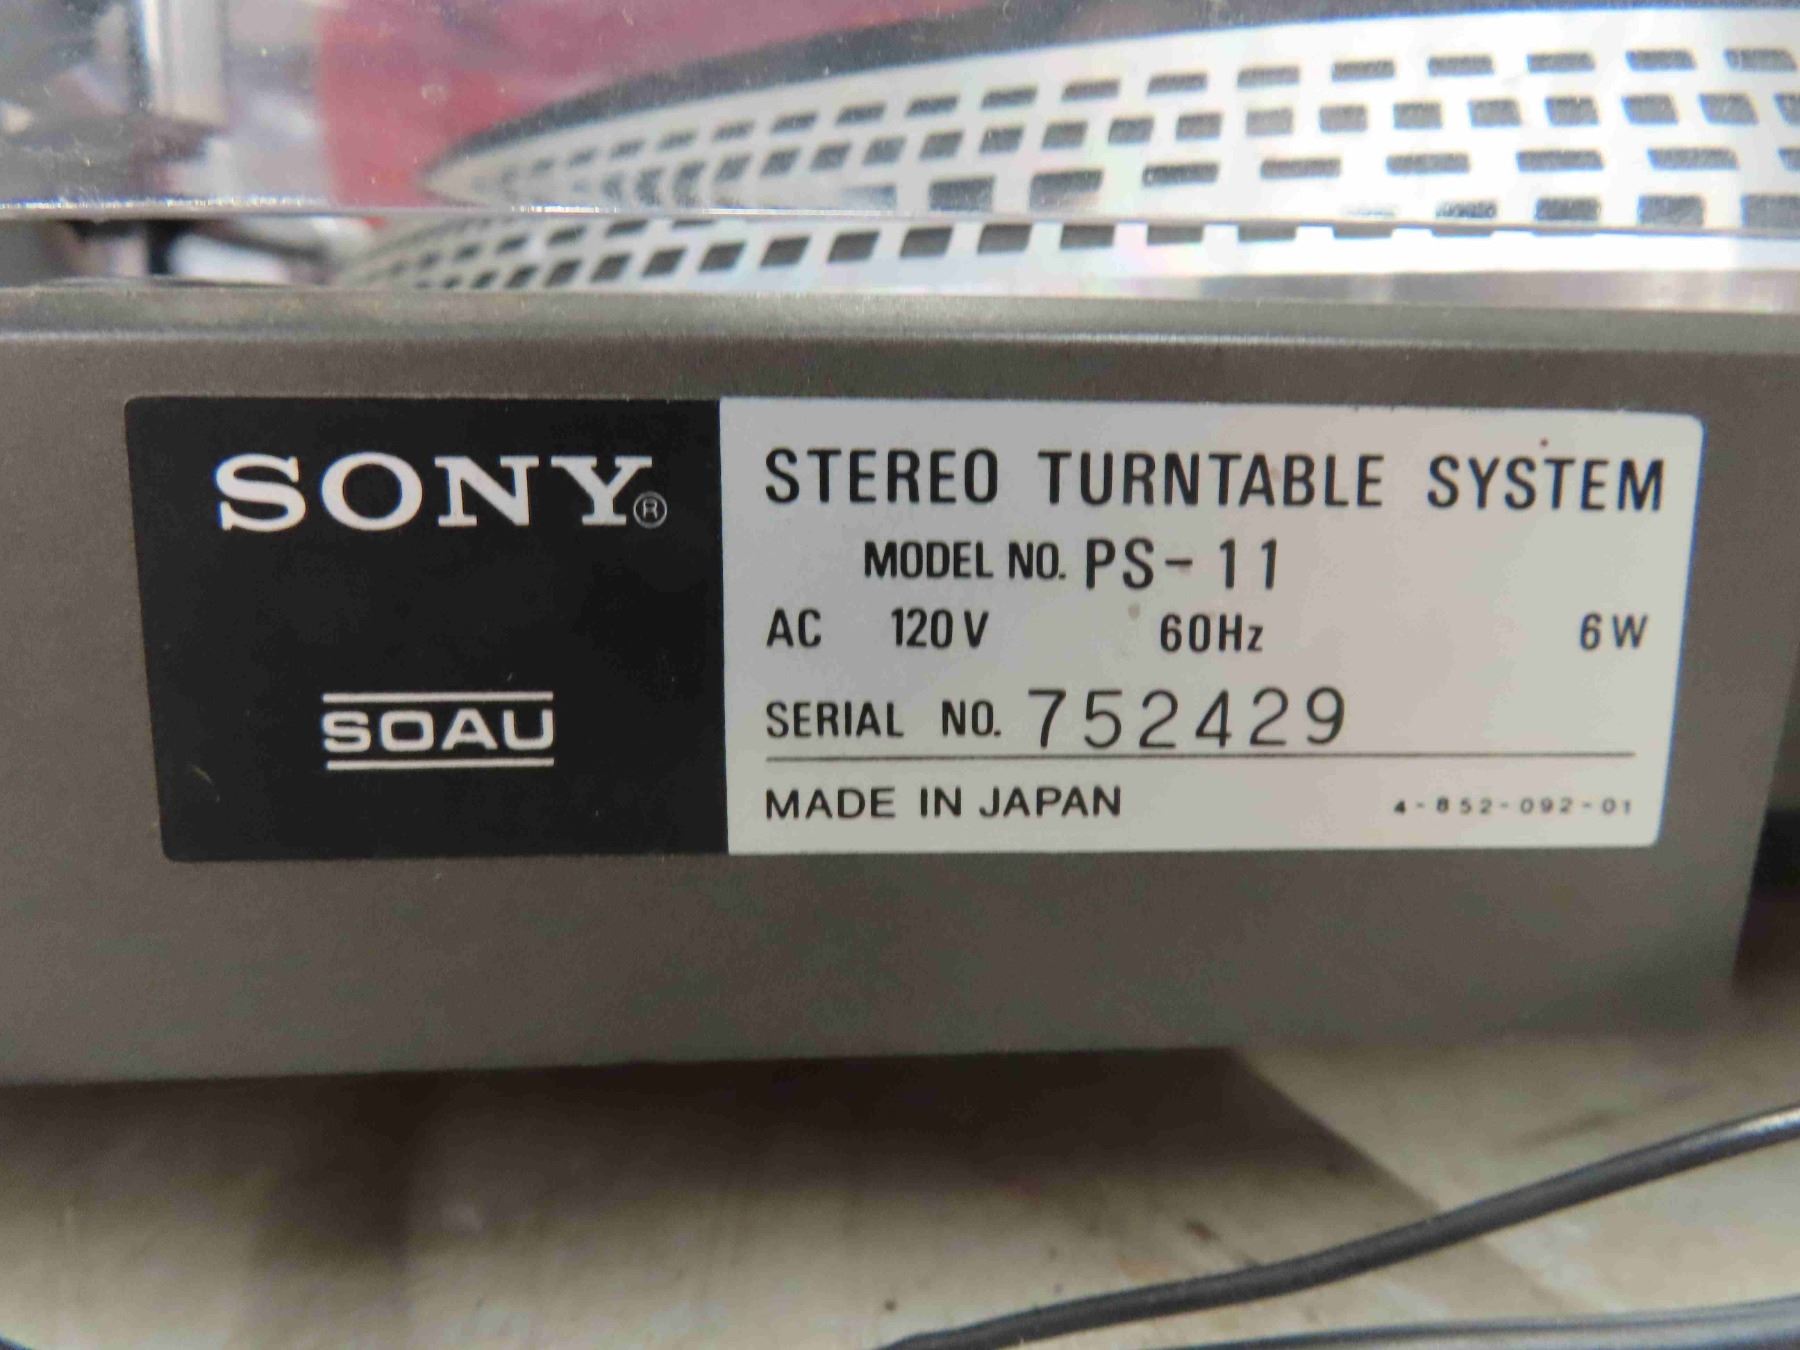 SONY®
SOAU
STEREO TURNTABLE SYSTEM
MODEL NO. PS-11
AC 120V 60Hz 6W
SERIAL NO. 752429
MADE IN JAPAN 4-852-092-01